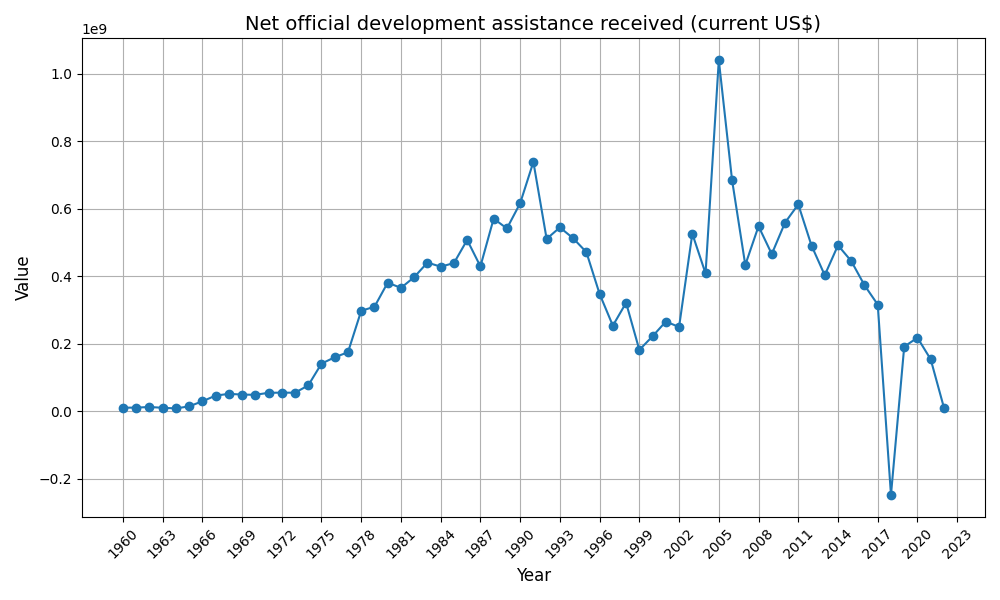 Net official development assistance received (current US$)
1e9
1.0
0.8
0.6
0.4
0.2
0.0
−0.2
Value
1960 1963 1966 1969 1972 1975 1978 1981 1984 1987 1990 1993 1996 1999 2002 2005 2008 2011 2014 2017 2020 2023
Year